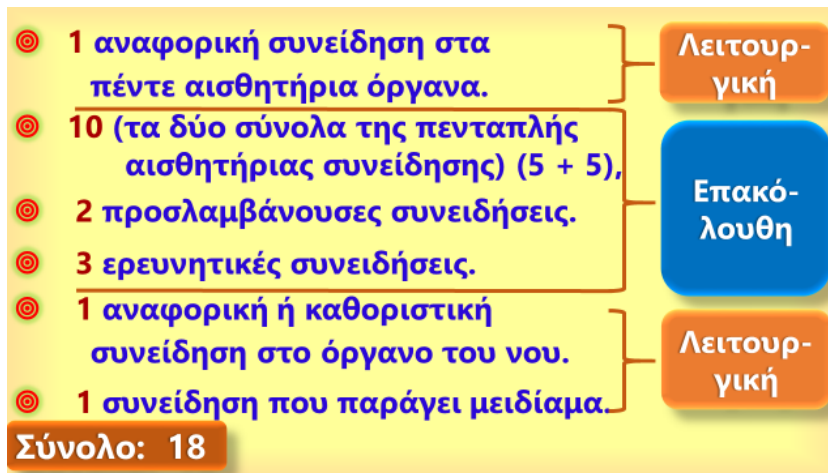 1 αναφορική συνείδηση στα
πέντε αισθητήρια όργανα.
Λειτουρ-
γική
10 (τα δύο σύνολα της πενταπλής
αισθητήριας συνείδησης) (5 + 5),
2 προσλαμβάνουσες συνειδήσεις.
3 ερευνητικές συνειδήσεις.
Επακό-
λουθη
1 αναφορική ή καθοριστική
συνείδηση στο όργανο του νου.
1 συνείδηση που παράγει μειδίαμα.
Λειτουρ-
γική
Σύνολο: 18